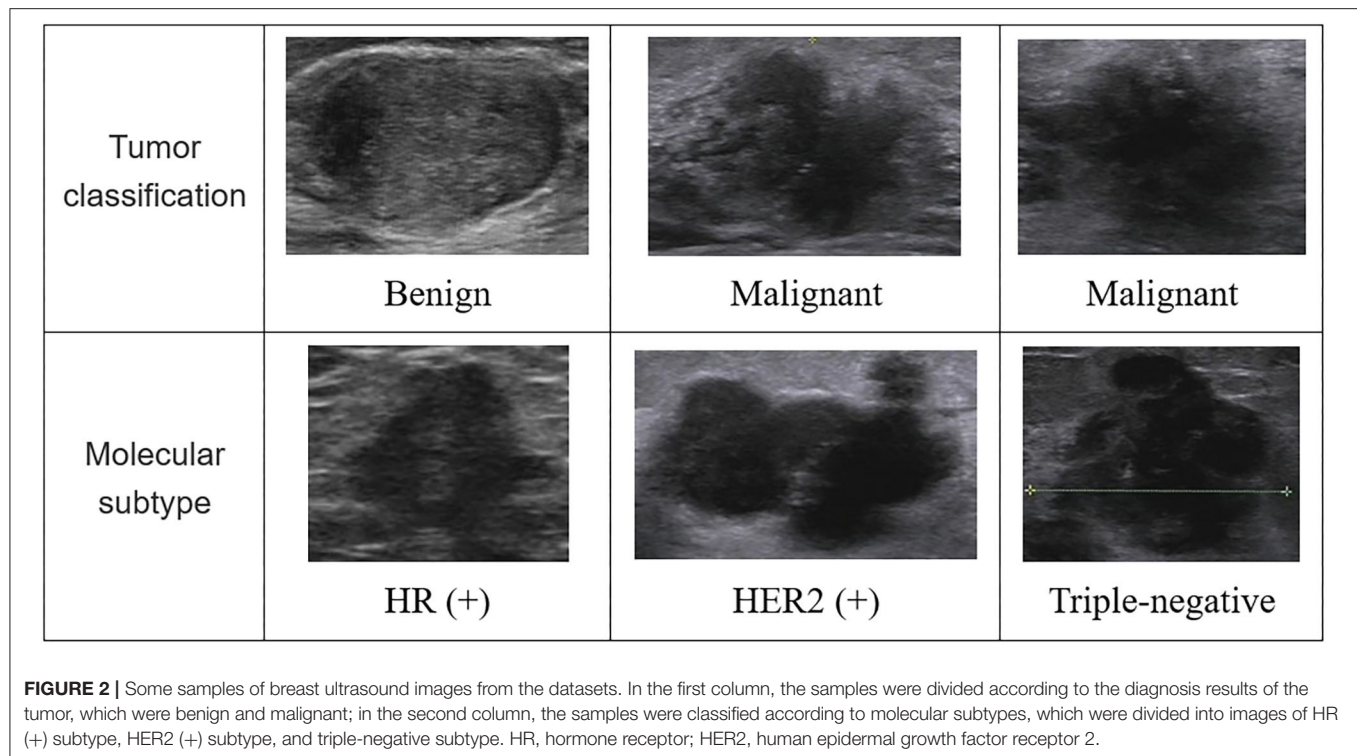 Tumor
classification
Benign
Malignant
Malignant
Molecular
subtype
HR (+)
HER2 (+)
Triple-negative
FIGURE 2 | Some samples of breast ultrasound images from the datasets. In the first column, the samples were divided according to the diagnosis results of the
tumor, which were benign and malignant; in the second column, the samples were classified according to molecular subtypes, which were divided into images of HR
(+) subtype, HER2 (+) subtype, and triple-negative subtype. HR, hormone receptor; HER2, human epidermal growth factor receptor 2.